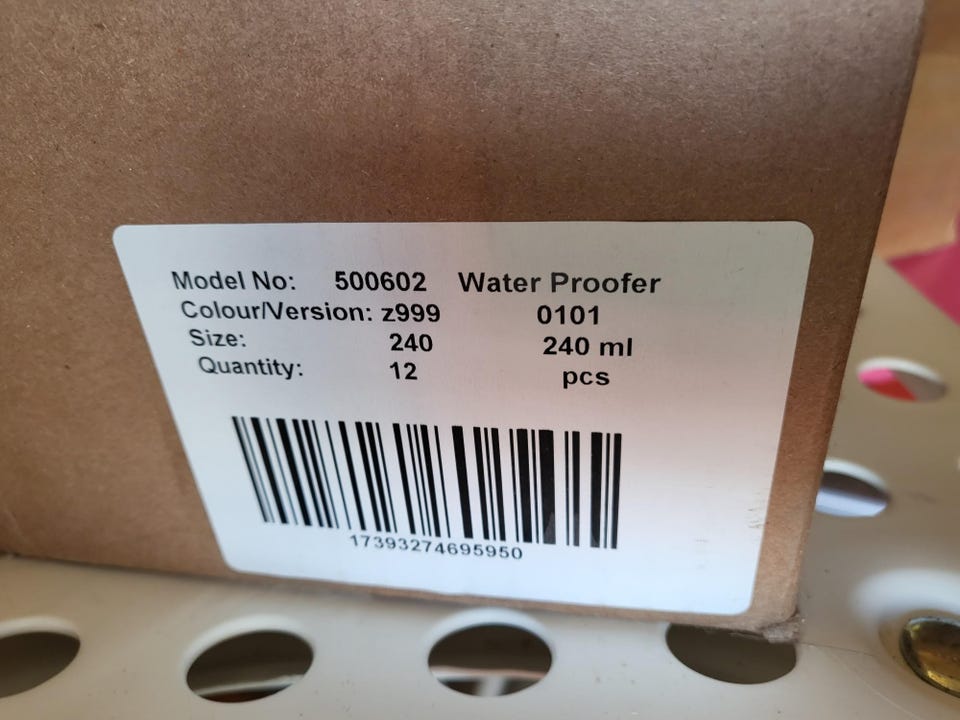 Model No: 500602 Water Proofer
Colour/Version: z999 0101
Size: 240 240 ml
Quantity: 12 pcs
17393274695950